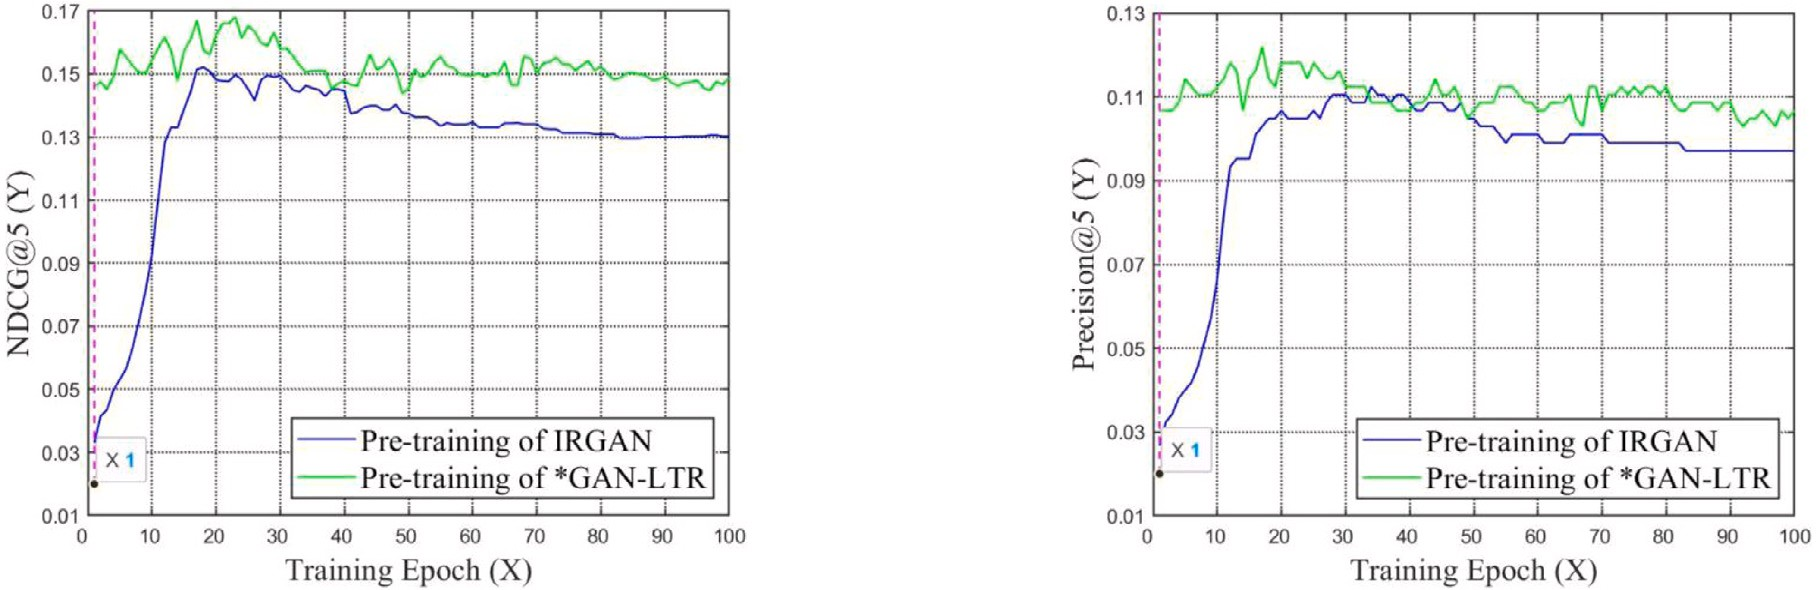 NDCG@5 (Y)
0.17
0.15
0.13
0.11
0.09
0.07
0.05
0.03
0.01
X 1
Pre-training of IRGAN
Pre-training of *GAN-LTR
0 10 20 30 40 50 60 70 80 90 100
Training Epoch (X)
Precision@5 (Y)
0.13
0.11
0.09
0.07
0.05
0.03
0.01
X 1
Pre-training of IRGAN
Pre-training of *GAN-LTR
0 10 20 30 40 50 60 70 80 90 100
Training Epoch (X)